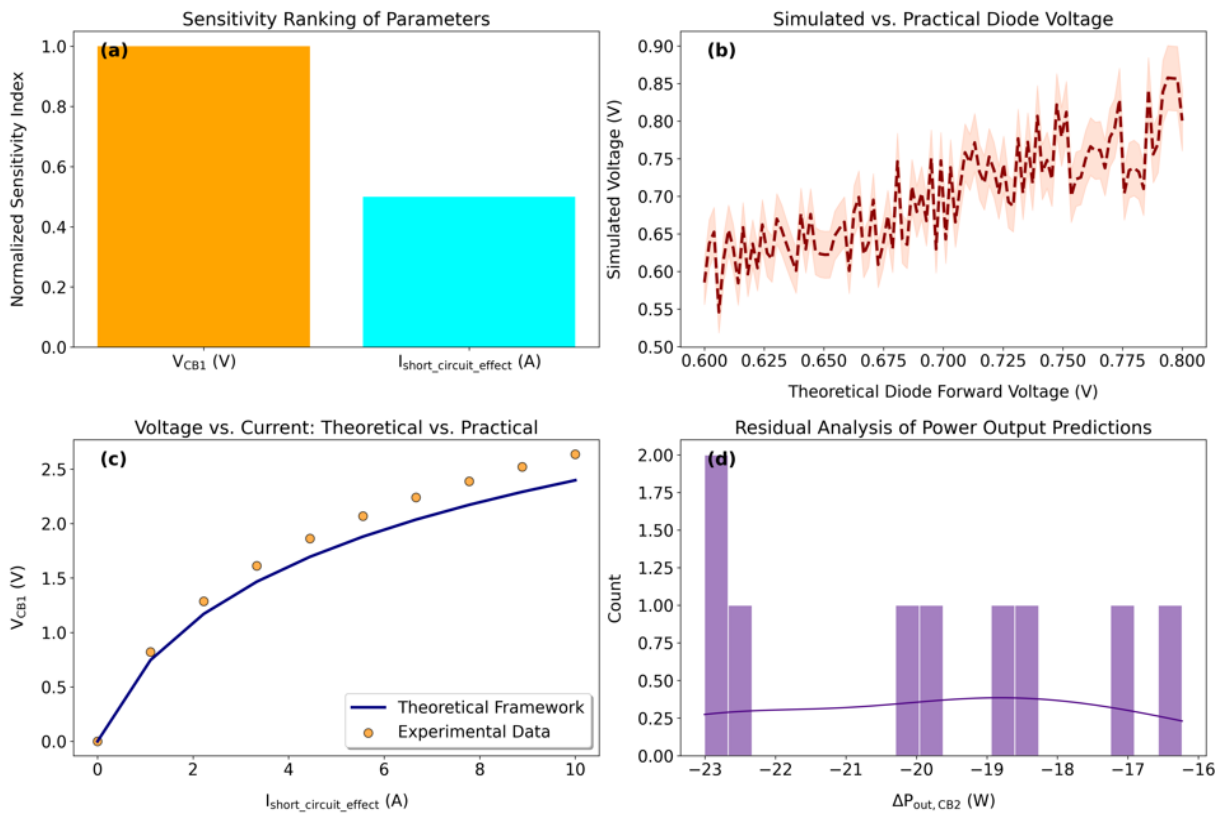 Sensitivity Ranking of Parameters
(a)
Normalized Sensitivity Index
1.0
0.8
0.6
0.4
0.2
0.0
V_CB1 (V)
I_short_circuit_effect (A)
Simulated vs. Practical Diode Voltage
(b)
Simulated Voltage (V)
0.90
0.85
0.80
0.75
0.70
0.65
0.60
0.55
0.50
0.600 0.625 0.650 0.675 0.700 0.725 0.750 0.775 0.800
Theoretical Diode Forward Voltage (V)
Voltage vs. Current: Theoretical vs. Practical
(c)
V_CB1 (V)
2.5
2.0
1.5
1.0
0.5
0.0
Theoretical Framework
Experimental Data
0 2 4 6 8 10
I_short_circuit_effect (A)
Residual Analysis of Power Output Predictions
(d)
Count
2.00
1.75
1.50
1.25
1.00
0.75
0.50
0.25
0.00
−23 −22 −21 −20 −19 −18 −17 −16
ΔP_out, CB2 (W)